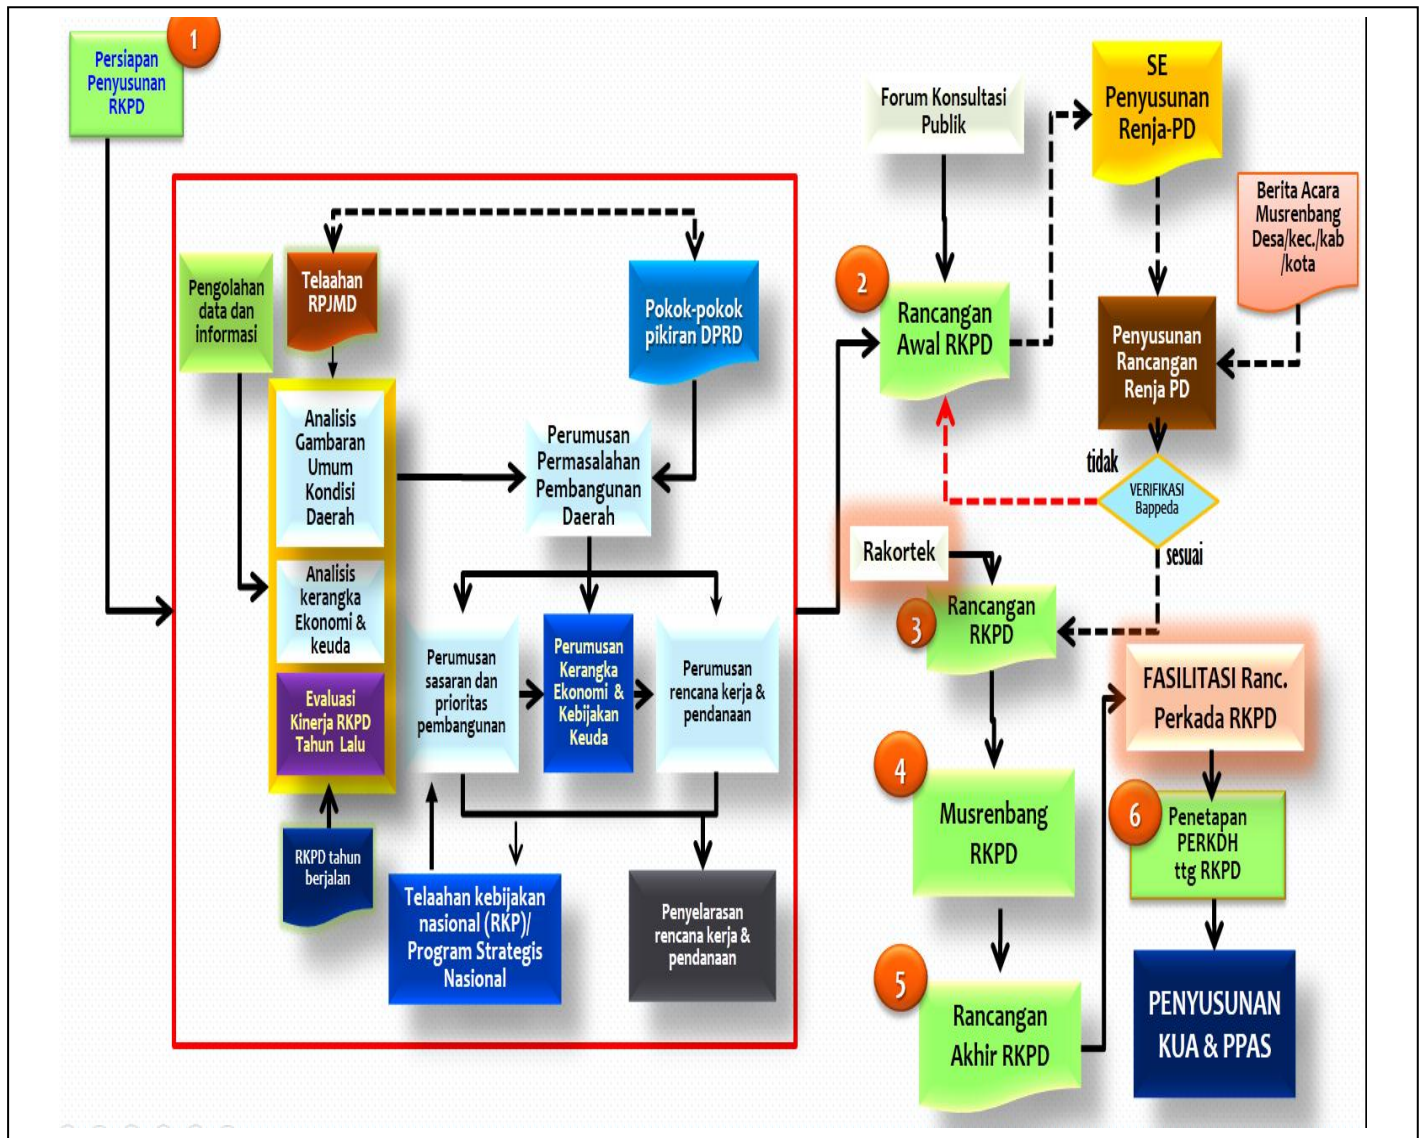 1
Persiapan
Penyusunan
RKPD
Pengolahan
data dan
informasi
Telaahan
RPJMD
Pokok-pokok
pikiran DPRD
Analisis
Gambaran
Umum
Kondisi
Daerah
Analisis
kerangka
Ekonomi &
keuda
Evaluasi
Kinerja RKPD
Tahun Lalu
RKPD tahun
berjalan
Perumusan
Permasalahan
Pembangunan
Daerah
Perumusan
sasaran dan
prioritas
pembangunan
Perumusan
Kerangka
Ekonomi &
Kebijakan
Keuda
Perumusan
rencana kerja &
pendanaan
Telaahan kebijakan
nasional (RKP)/
Program Strategis
Nasional
Penyelarasan
rencana kerja &
pendanaan
Forum Konsultasi
Publik
2
Rancangan
Awal RKPD
SE
Penyusunan
Renja-PD
Berita Acara
Musrenbang
Desa/kec./kab
/kota
Penyusunan
Rancangan
Renja PD
tidak
VERIFIKASI
Bappeda
sesuai
Rakortek
3
Rancangan
RKPD
4
Musrenbang
RKPD
5
Rancangan
Akhir RKPD
FASILITASI Ranc.
Perkada RKPD
6
Penetapan
PERKDH
ttg RKPD
PENYUSUNAN
KUA & PPAS